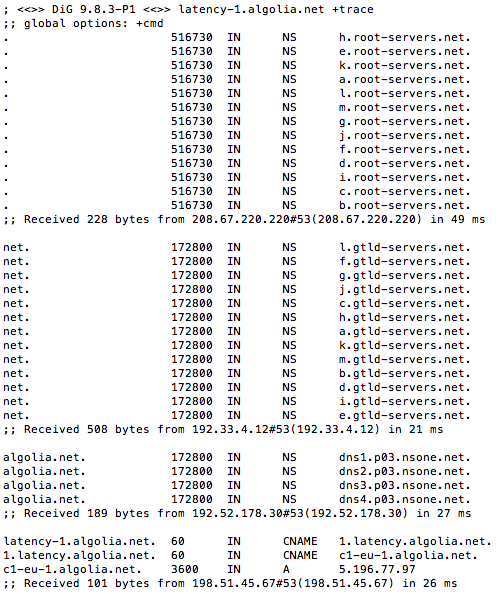 ; <<>> DiG 9.8.3-P1 <<>> latency-1.algolia.net +trace
;; global options: +cmd
. 516730 IN NS h.root-servers.net.
. 516730 IN NS e.root-servers.net.
. 516730 IN NS k.root-servers.net.
. 516730 IN NS a.root-servers.net.
. 516730 IN NS l.root-servers.net.
. 516730 IN NS m.root-servers.net.
. 516730 IN NS g.root-servers.net.
. 516730 IN NS j.root-servers.net.
. 516730 IN NS f.root-servers.net.
. 516730 IN NS d.root-servers.net.
. 516730 IN NS i.root-servers.net.
. 516730 IN NS c.root-servers.net.
. 516730 IN NS b.root-servers.net.
;; Received 228 bytes from 208.67.220.220#53(208.67.220.220) in 49 ms
net. 172800 IN NS l.gtld-servers.net.
net. 172800 IN NS f.gtld-servers.net.
net. 172800 IN NS g.gtld-servers.net.
net. 172800 IN NS j.gtld-servers.net.
net. 172800 IN NS c.gtld-servers.net.
net. 172800 IN NS h.gtld-servers.net.
net. 172800 IN NS a.gtld-servers.net.
net. 172800 IN NS k.gtld-servers.net.
net. 172800 IN NS m.gtld-servers.net.
net. 172800 IN NS b.gtld-servers.net.
net. 172800 IN NS d.gtld-servers.net.
net. 172800 IN NS i.gtld-servers.net.
net. 172800 IN NS e.gtld-servers.net.
;; Received 508 bytes from 192.33.4.12#53(192.33.4.12) in 21 ms
algolia.net. 172800 IN NS dns1.p03.nsone.net.
algolia.net. 172800 IN NS dns2.p03.nsone.net.
algolia.net. 172800 IN NS dns3.p03.nsone.net.
algolia.net. 172800 IN NS dns4.p03.nsone.net.
;; Received 189 bytes from 192.52.178.30#53(192.52.178.30) in 27 ms
latency-1.algolia.net. 60 IN CNAME 1.latency.algolia.net.
1.latency.algolia.net. 60 IN CNAME c1-eu-1.algolia.net.
c1-eu-1.algolia.net. 3600 IN A 5.196.77.97
;; Received 101 bytes from 198.51.45.67#53(198.51.45.67) in 26 ms